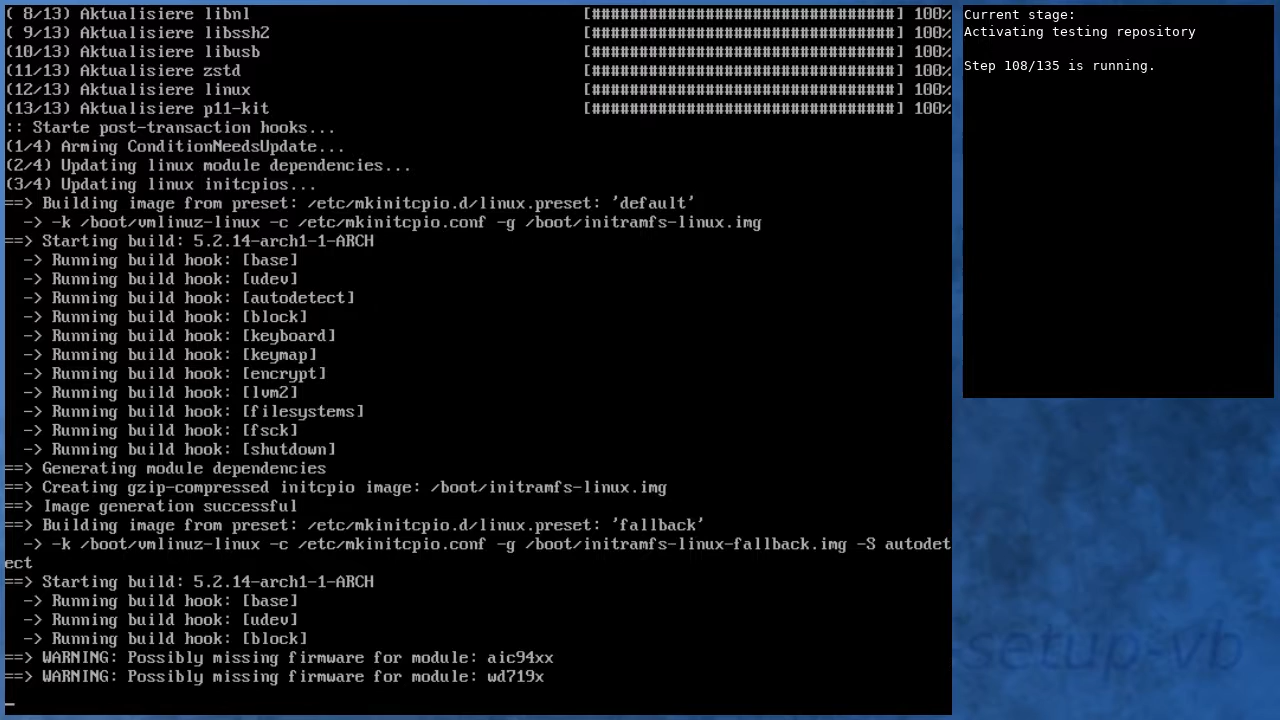 ( 8/13) Aktualisiere libnl [################################] 100%
( 9/13) Aktualisiere libssh2 [################################] 100%
(10/13) Aktualisiere libusb [################################] 100%
(11/13) Aktualisiere zstd [################################] 100%
(12/13) Aktualisiere linux [################################] 100%
(13/13) Aktualisiere p11-kit [################################] 100%
:: Starte post-transaction hooks...
(1/4) Arming ConditionNeedsUpdate...
(2/4) Updating linux module dependencies...
(3/4) Updating linux initcpios...
==> Building image from preset: /etc/mkinitcpio.d/linux.preset: 'default'
  -> -k /boot/vmlinuz-linux -c /etc/mkinitcpio.conf -g /boot/initramfs-linux.img
==> Starting build: 5.2.14-arch1-1-ARCH
  -> Running build hook: [base]
  -> Running build hook: [udev]
  -> Running build hook: [autodetect]
  -> Running build hook: [block]
  -> Running build hook: [keyboard]
  -> Running build hook: [keymap]
  -> Running build hook: [encrypt]
  -> Running build hook: [lvm2]
  -> Running build hook: [filesystems]
  -> Running build hook: [fsck]
  -> Running build hook: [shutdown]
==> Generating module dependencies
==> Creating gzip-compressed initcpio image: /boot/initramfs-linux.img
==> Image generation successful
==> Building image from preset: /etc/mkinitcpio.d/linux.preset: 'fallback'
  -> -k /boot/vmlinuz-linux -c /etc/mkinitcpio.conf -g /boot/initramfs-linux-fallback.img -S autodet
ect
==> Starting build: 5.2.14-arch1-1-ARCH
  -> Running build hook: [base]
  -> Running build hook: [udev]
  -> Running build hook: [block]
==> WARNING: Possibly missing firmware for module: aic94xx
==> WARNING: Possibly missing firmware for module: wd719x
_
Current stage:
Activating testing repository
Step 108/135 is running.
setup-vb